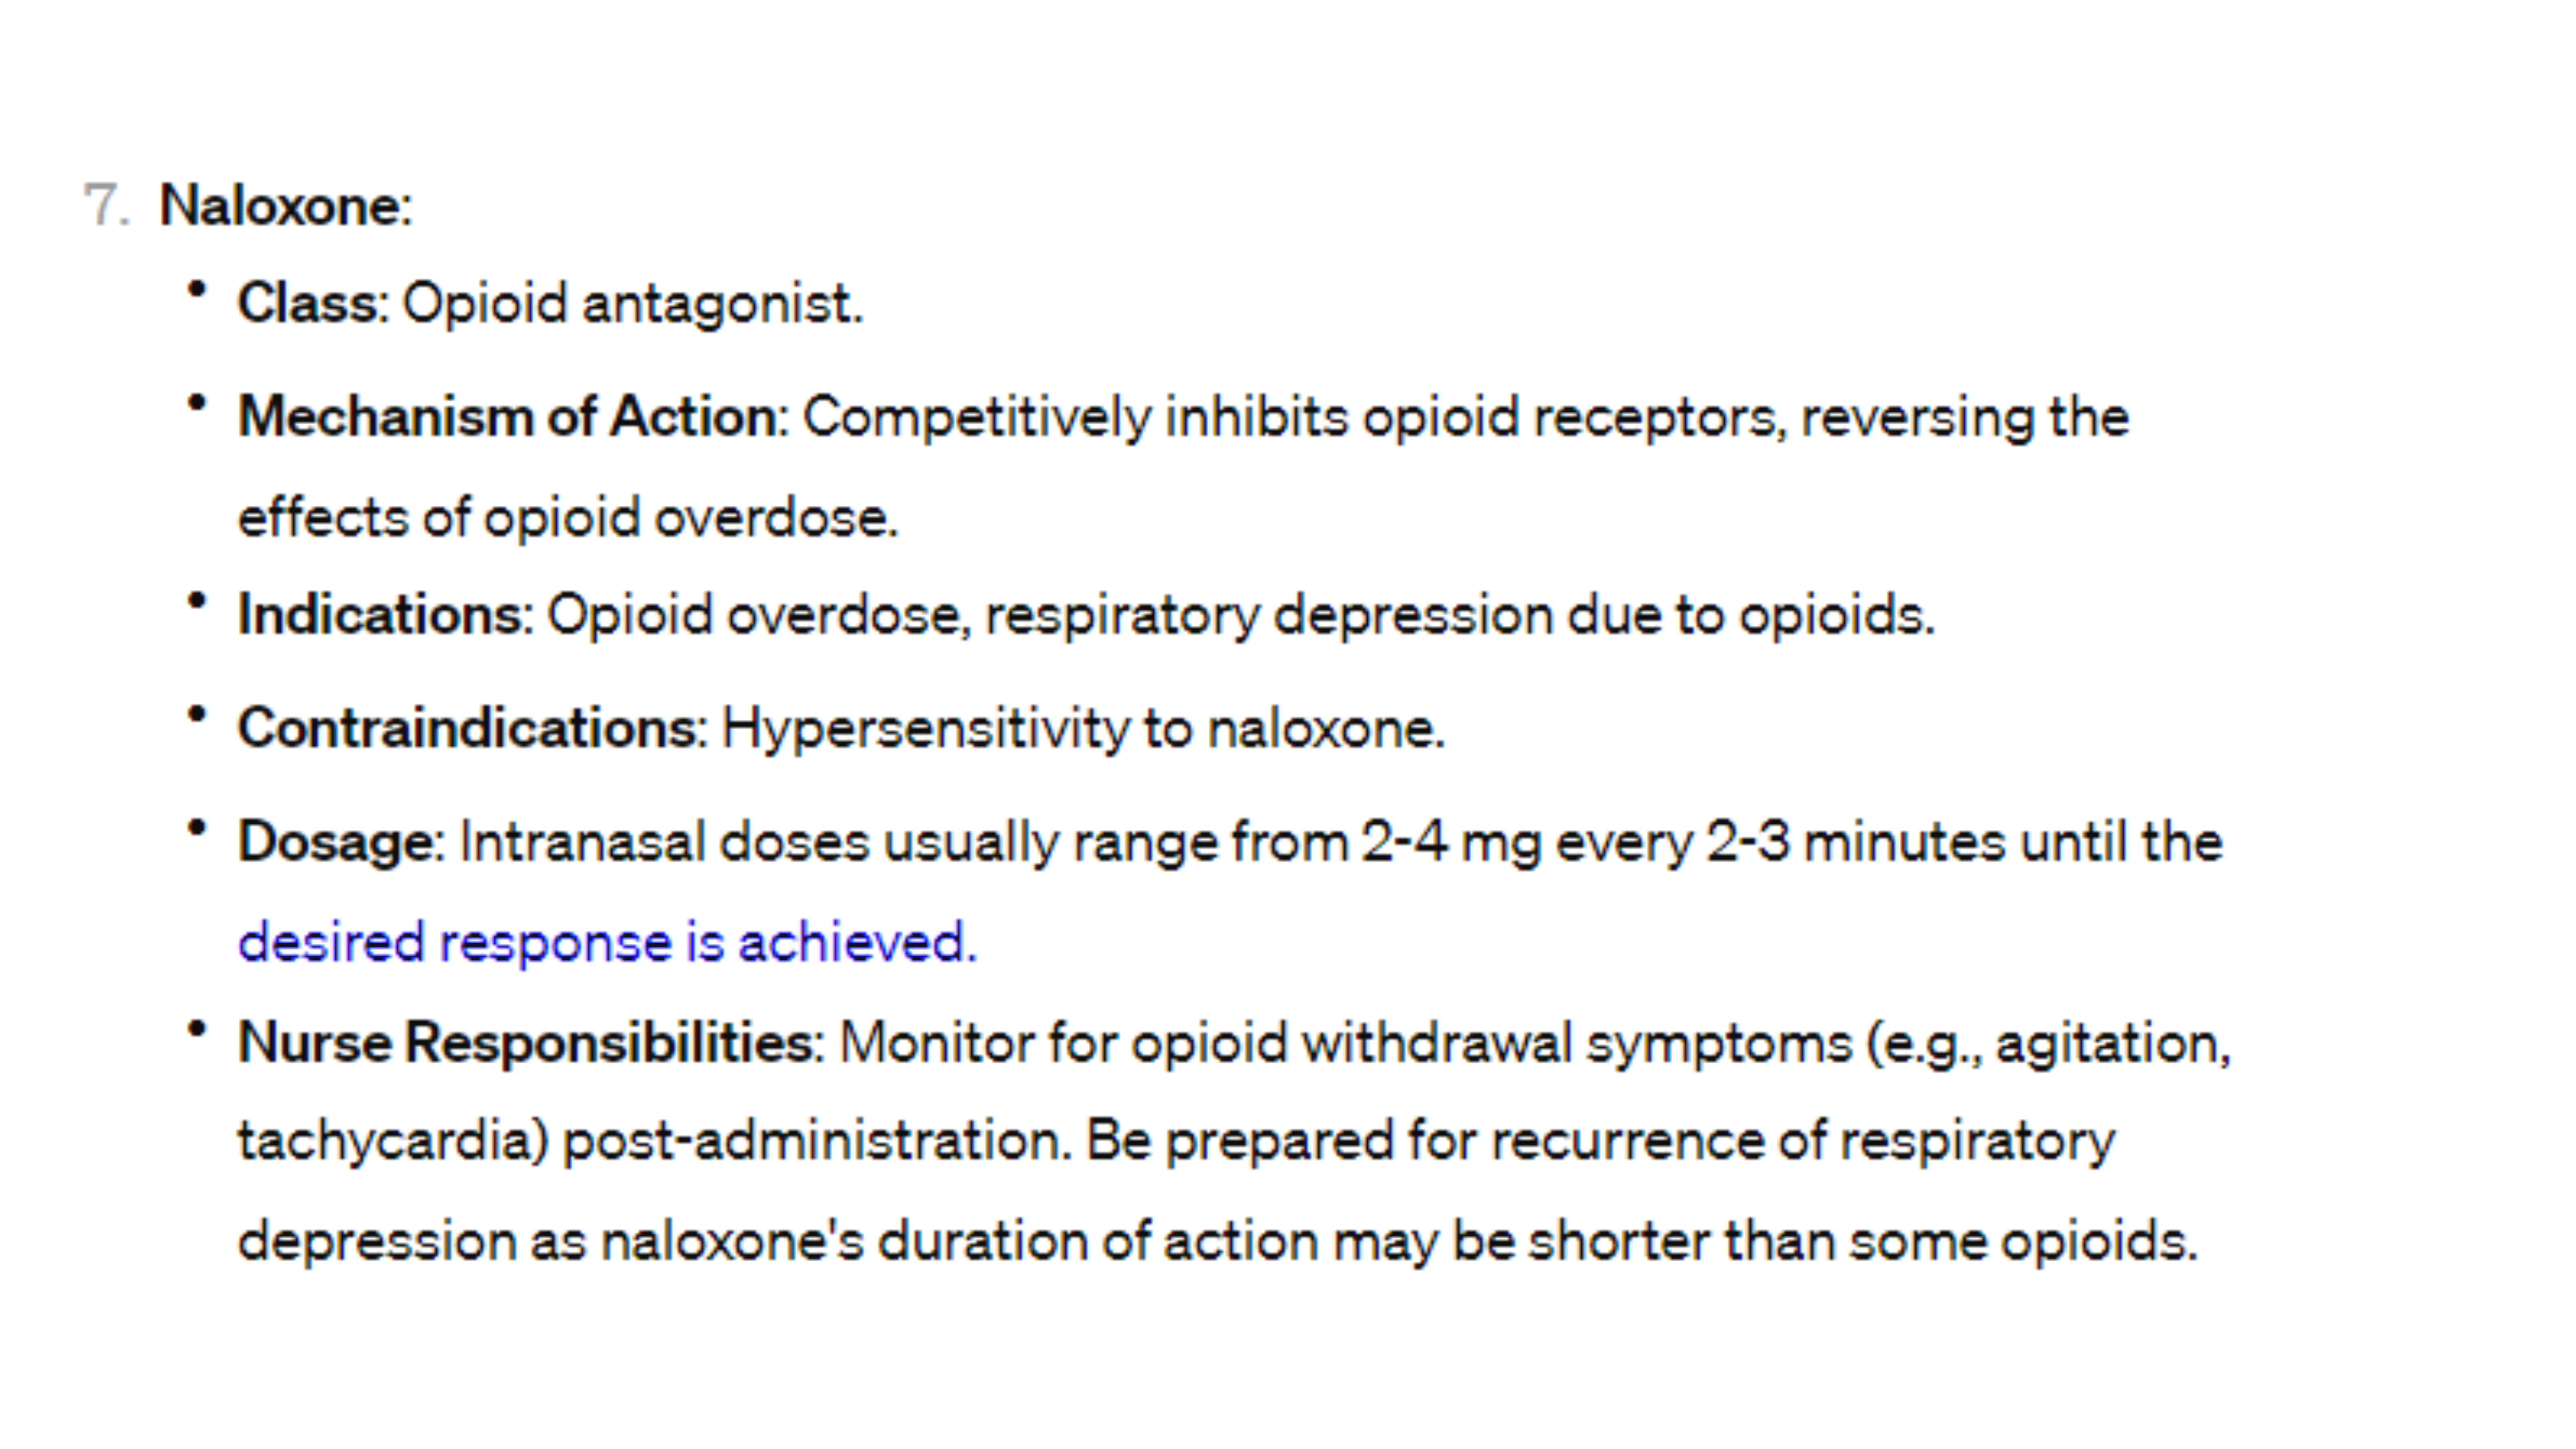 7. Naloxone:
• Class: Opioid antagonist.
• Mechanism of Action: Competitively inhibits opioid receptors, reversing the
effects of opioid overdose.
• Indications: Opioid overdose, respiratory depression due to opioids.
• Contraindications: Hypersensitivity to naloxone.
• Dosage: Intranasal doses usually range from 2-4 mg every 2-3 minutes until the
desired response is achieved.
• Nurse Responsibilities: Monitor for opioid withdrawal symptoms (e.g., agitation,
tachycardia) post-administration. Be prepared for recurrence of respiratory
depression as naloxone's duration of action may be shorter than some opioids.